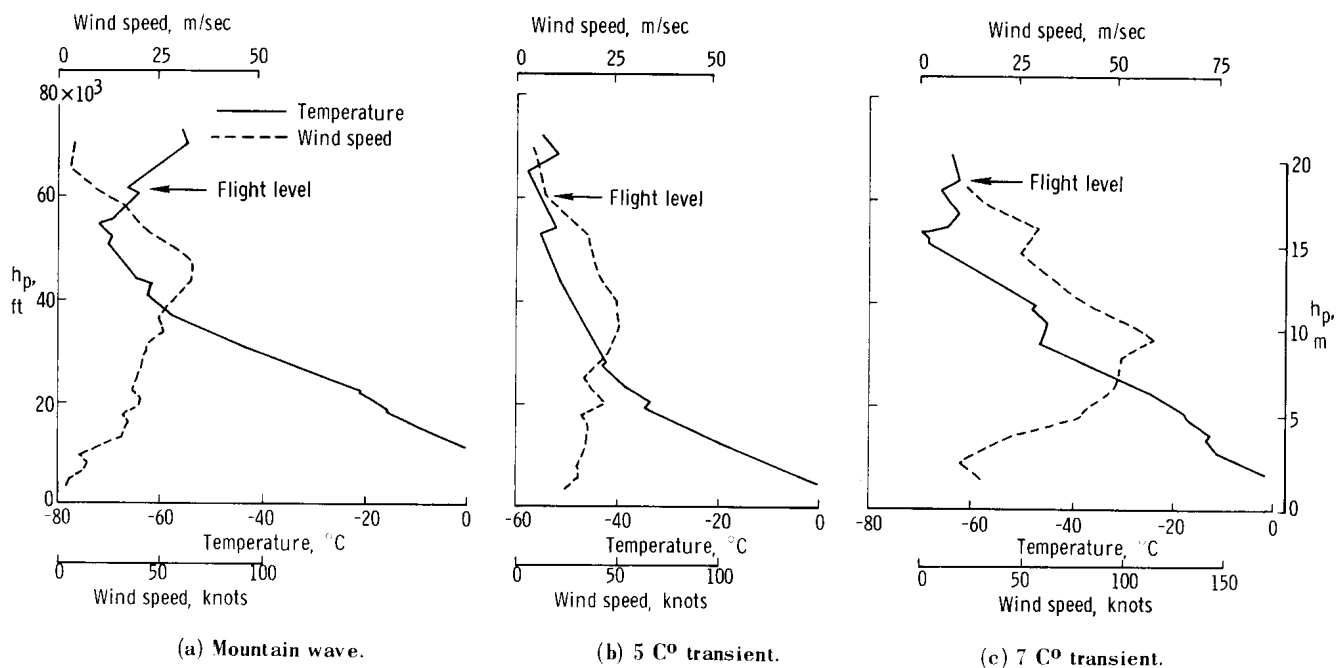 Wind speed, m/sec
0 25 50
80×10³
Temperature
Wind speed
Flight level
60
h_p, ft
40
20
0
-80 -60 -40 -20 0
Temperature, °C
0 50 100
Wind speed, knots
(a) Mountain wave.
Wind speed, m/sec
0 25 50
Flight level
-60 -40 -20 0
Temperature, °C
0 50 100
Wind speed, knots
(b) 5 C° transient.
Wind speed, m/sec
0 25 50 75
Flight level
20
15
h_p, m
10
5
0
-80 -60 -40 -20 0
Temperature, °C
0 50 100 150
Wind speed, knots
(c) 7 C° transient.